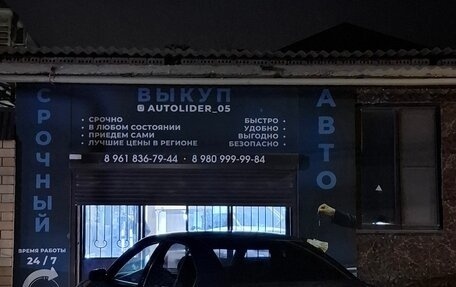 СРОЧНЫЙ
ВЫКУП
АВТО
AUTOLIDER_05
• СРОЧНО
• В ЛЮБОМ СОСТОЯНИИ
• ПРИЕДЕМ САМИ
• ЛУЧШИЕ ЦЕНЫ В РЕГИОНЕ
БЫСТРО •
УДОБНО •
ВЫГОДНО •
БЕЗОПАСНО •
8 961 836-79-44 • 8 980 999-99-84
ВРЕМЯ РАБОТЫ
24 / 7